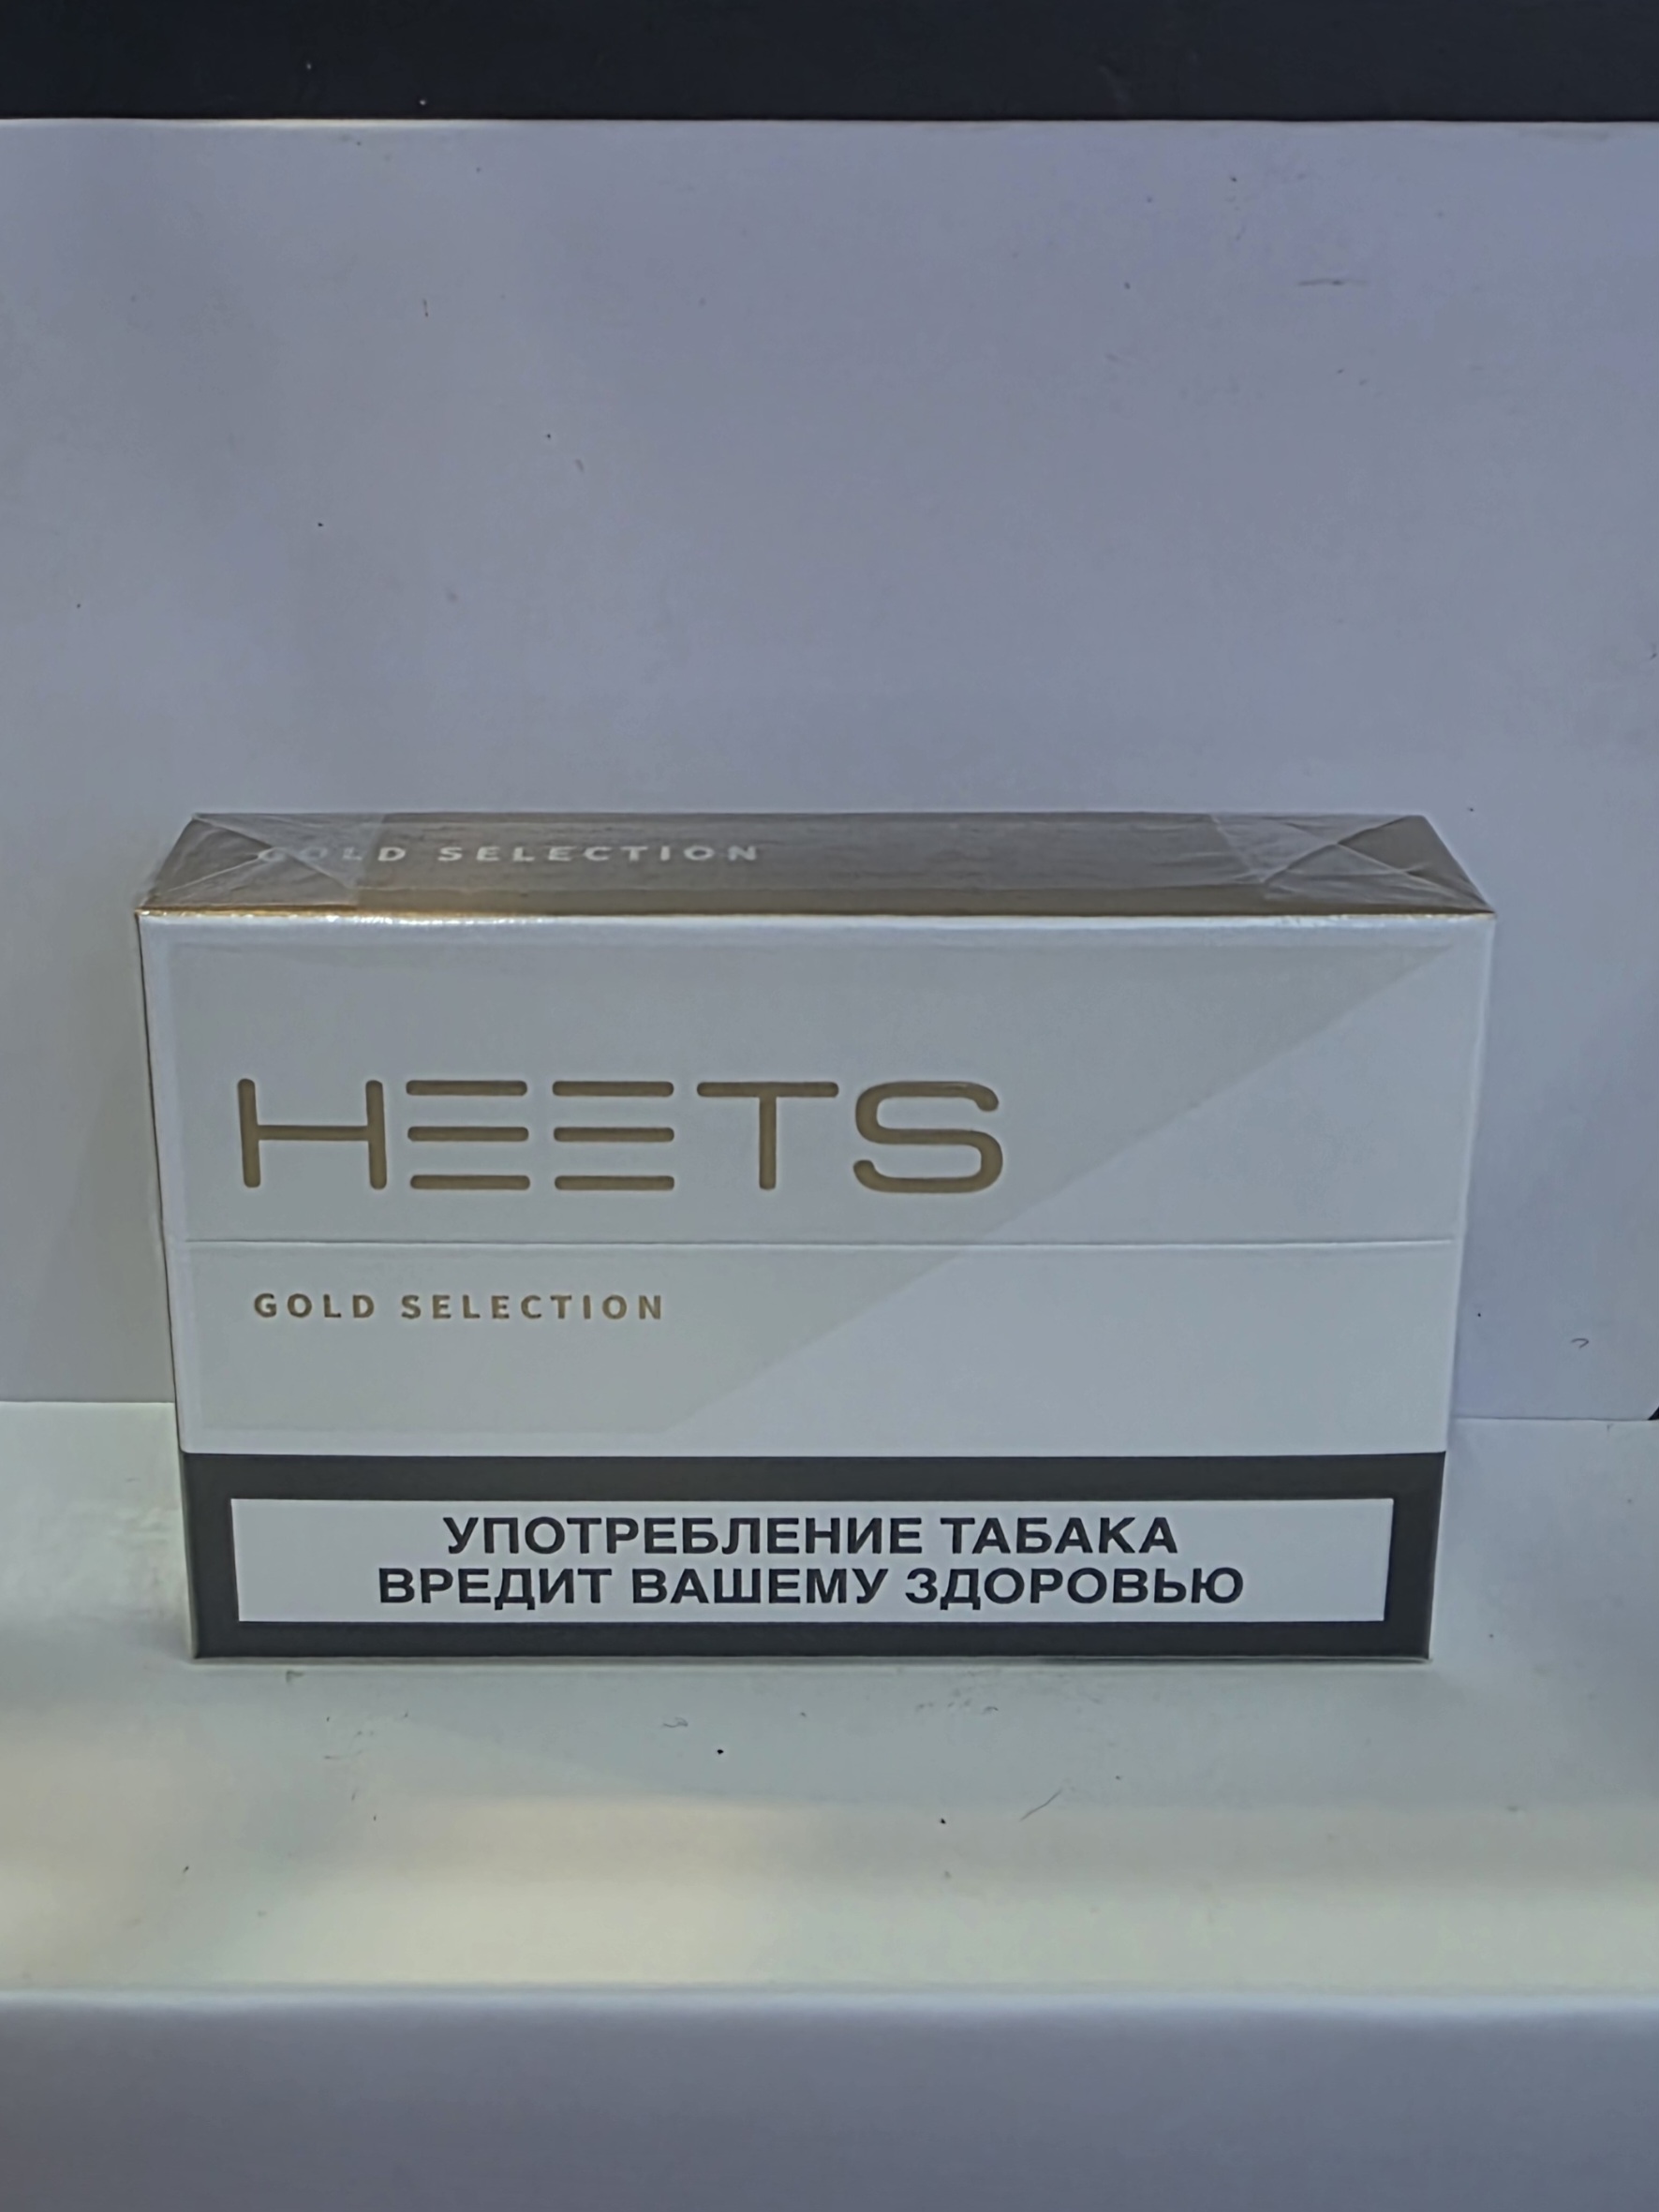 GOLD SELECTION
HEETS
GOLD SELECTION
УПОТРЕБЛЕНИЕ ТАБАКА
ВРЕДИТ ВАШЕМУ ЗДОРОВЬЮ